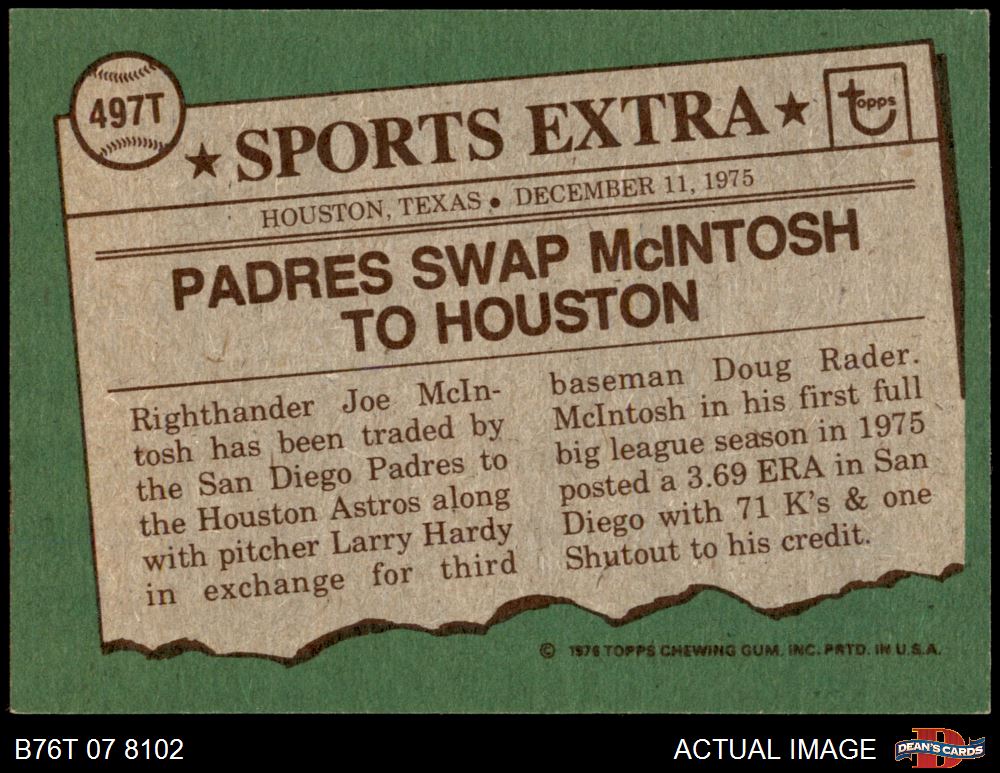 497T
★ SPORTS EXTRA ★
topps
HOUSTON, TEXAS • DECEMBER 11, 1975
PADRES SWAP McINTOSH
TO HOUSTON
Righthander Joe McIn-
tosh has been traded by
the San Diego Padres to
the Houston Astros along
with pitcher Larry Hardy
in exchange for third
baseman Doug Rader.
McIntosh in his first full
big league season in 1975
posted a 3.69 ERA in San
Diego with 71 K's & one
Shutout to his credit.
© 1976 TOPPS CHEWING GUM, INC. PRTD. IN U.S.A.
B76T 07 8102
ACTUAL IMAGE
D
DEAN'S CARDS